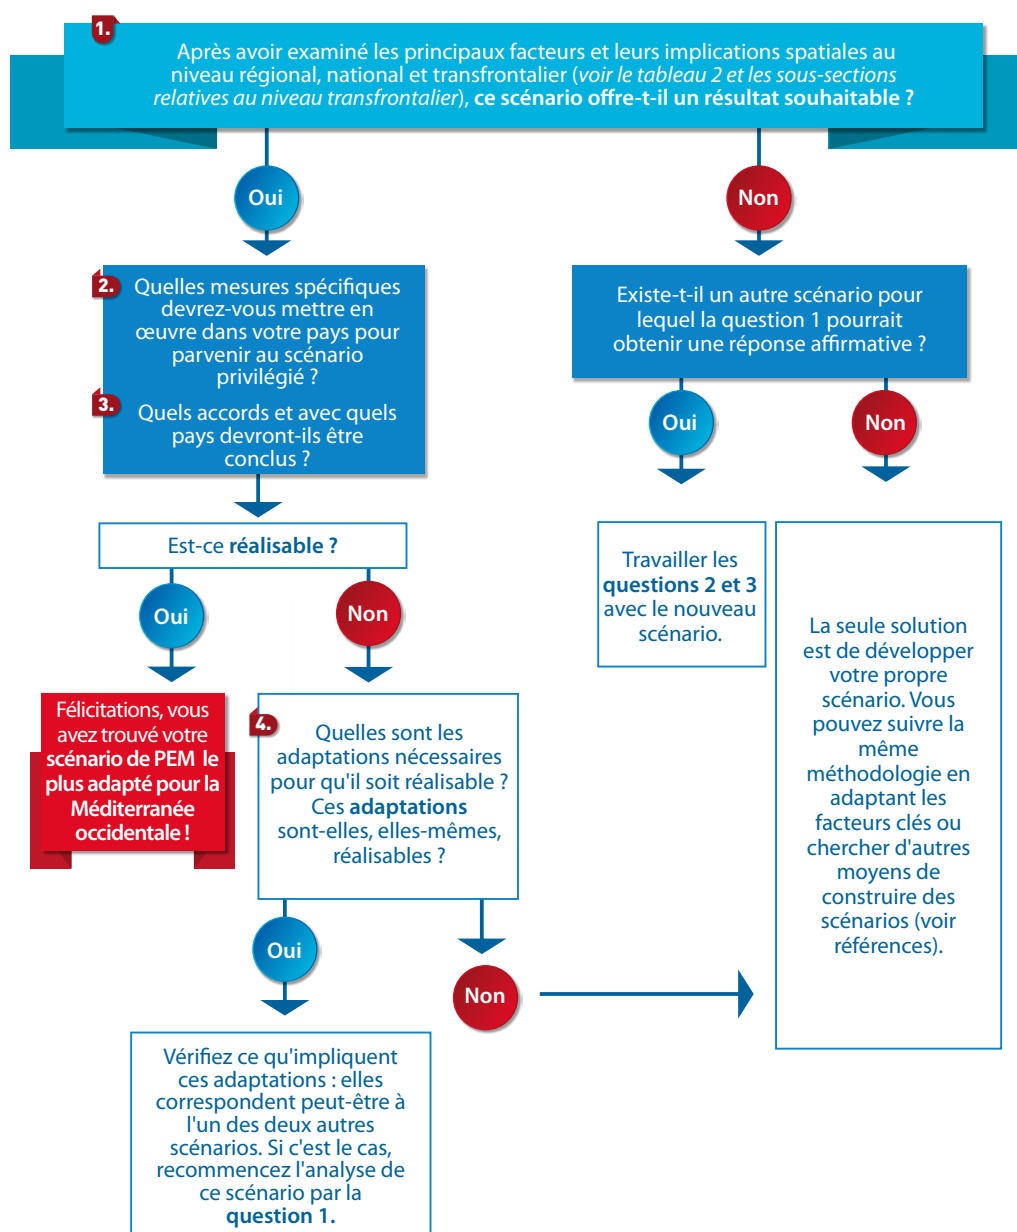 1.
Après avoir examiné les principaux facteurs et leurs implications spatiales au
niveau régional, national et transfrontalier (voir le tableau 2 et les sous-sections
relatives au niveau transfrontalier), ce scénario offre-t-il un résultat souhaitable ?
Oui
Non
2.
Quelles mesures spécifiques
devrez-vous mettre en
œuvre dans votre pays pour
parvenir au scénario
privilégié ?
3.
Quels accords et avec quels
pays devront-ils être
conclus ?
Existe-t-il un autre scénario pour
lequel la question 1 pourrait
obtenir une réponse affirmative ?
Oui
Non
Est-ce réalisable ?
Oui
Non
Travailler les
questions 2 et 3
avec le nouveau
scénario.
La seule solution
est de développer
votre propre
scénario. Vous
pouvez suivre la
même
méthodologie en
adaptant les
facteurs clés ou
chercher d'autres
moyens de
construire des
scénarios (voir
références).
Félicitations, vous
avez trouvé votre
scénario de PEM le
plus adapté pour la
Méditerranée
occidentale !
4.
Quelles sont les
adaptations nécessaires
pour qu'il soit réalisable ?
Ces adaptations
sont-elles, elles-mêmes,
réalisables ?
Oui
Non
Vérifiez ce qu'impliquent
ces adaptations : elles
correspondent peut-être à
l'un des deux autres
scénarios. Si c'est le cas,
recommencez l'analyse de
ce scénario par la
question 1.